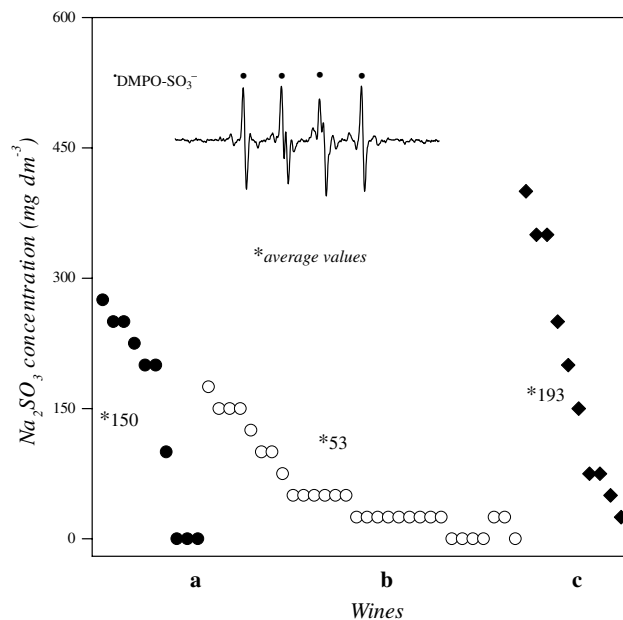 600
•DMPO-SO₃⁻
450
*average values
300
*193
150
*150
*53
0
a b c
Wines
Na₂SO₃ concentration (mg dm⁻³)